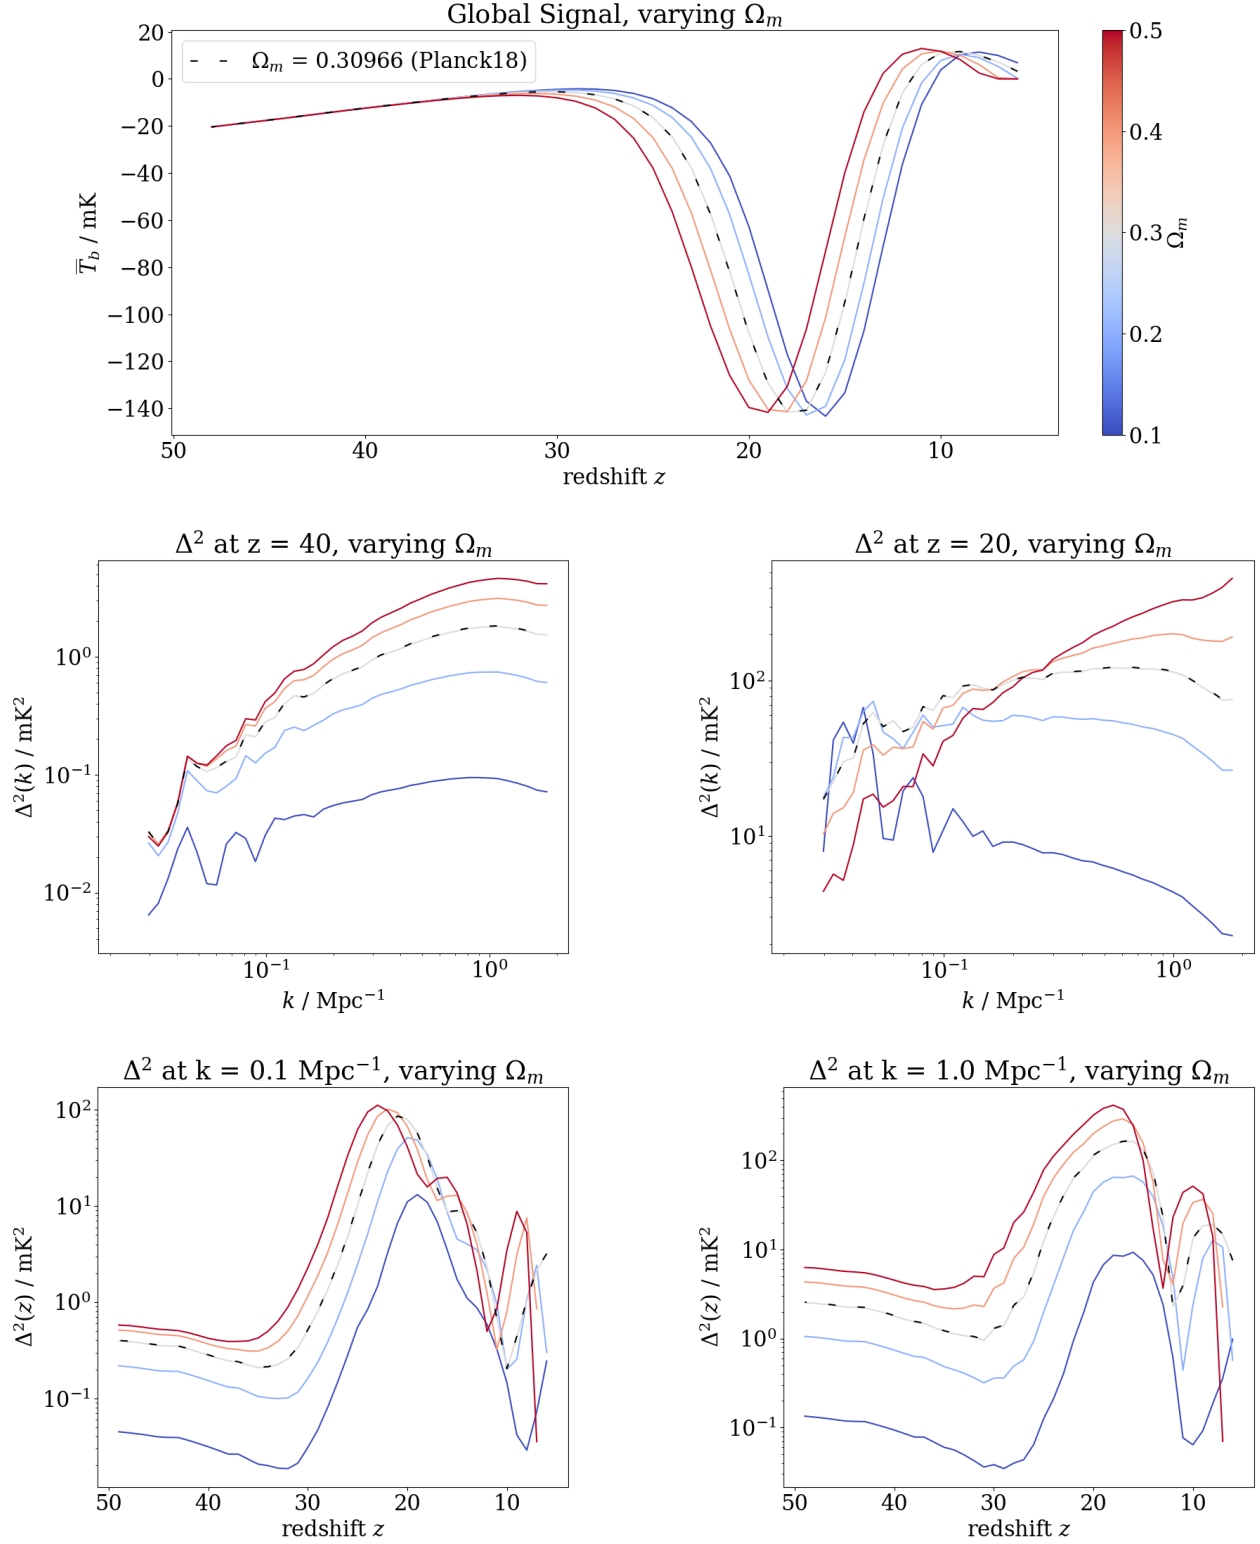 Global Signal, varying Ωₘ
20
0
−20
−40
−60
−80
−100
−120
−140
T̅_b / mK
Ωₘ = 0.30966 (Planck18)
50 40 30 20 10
redshift z
0.5
0.4
0.3
0.2
0.1
Ωₘ
Δ² at z = 40, varying Ωₘ
10⁰
10⁻¹
10⁻²
Δ²(k) / mK²
10⁻¹ 10⁰
k / Mpc⁻¹
Δ² at z = 20, varying Ωₘ
10²
10¹
Δ²(k) / mK²
10⁻¹ 10⁰
k / Mpc⁻¹
Δ² at k = 0.1 Mpc⁻¹, varying Ωₘ
10²
10¹
10⁰
10⁻¹
Δ²(z) / mK²
50 40 30 20 10
redshift z
Δ² at k = 1.0 Mpc⁻¹, varying Ωₘ
10²
10¹
10⁰
10⁻¹
Δ²(z) / mK²
50 40 30 20 10
redshift z